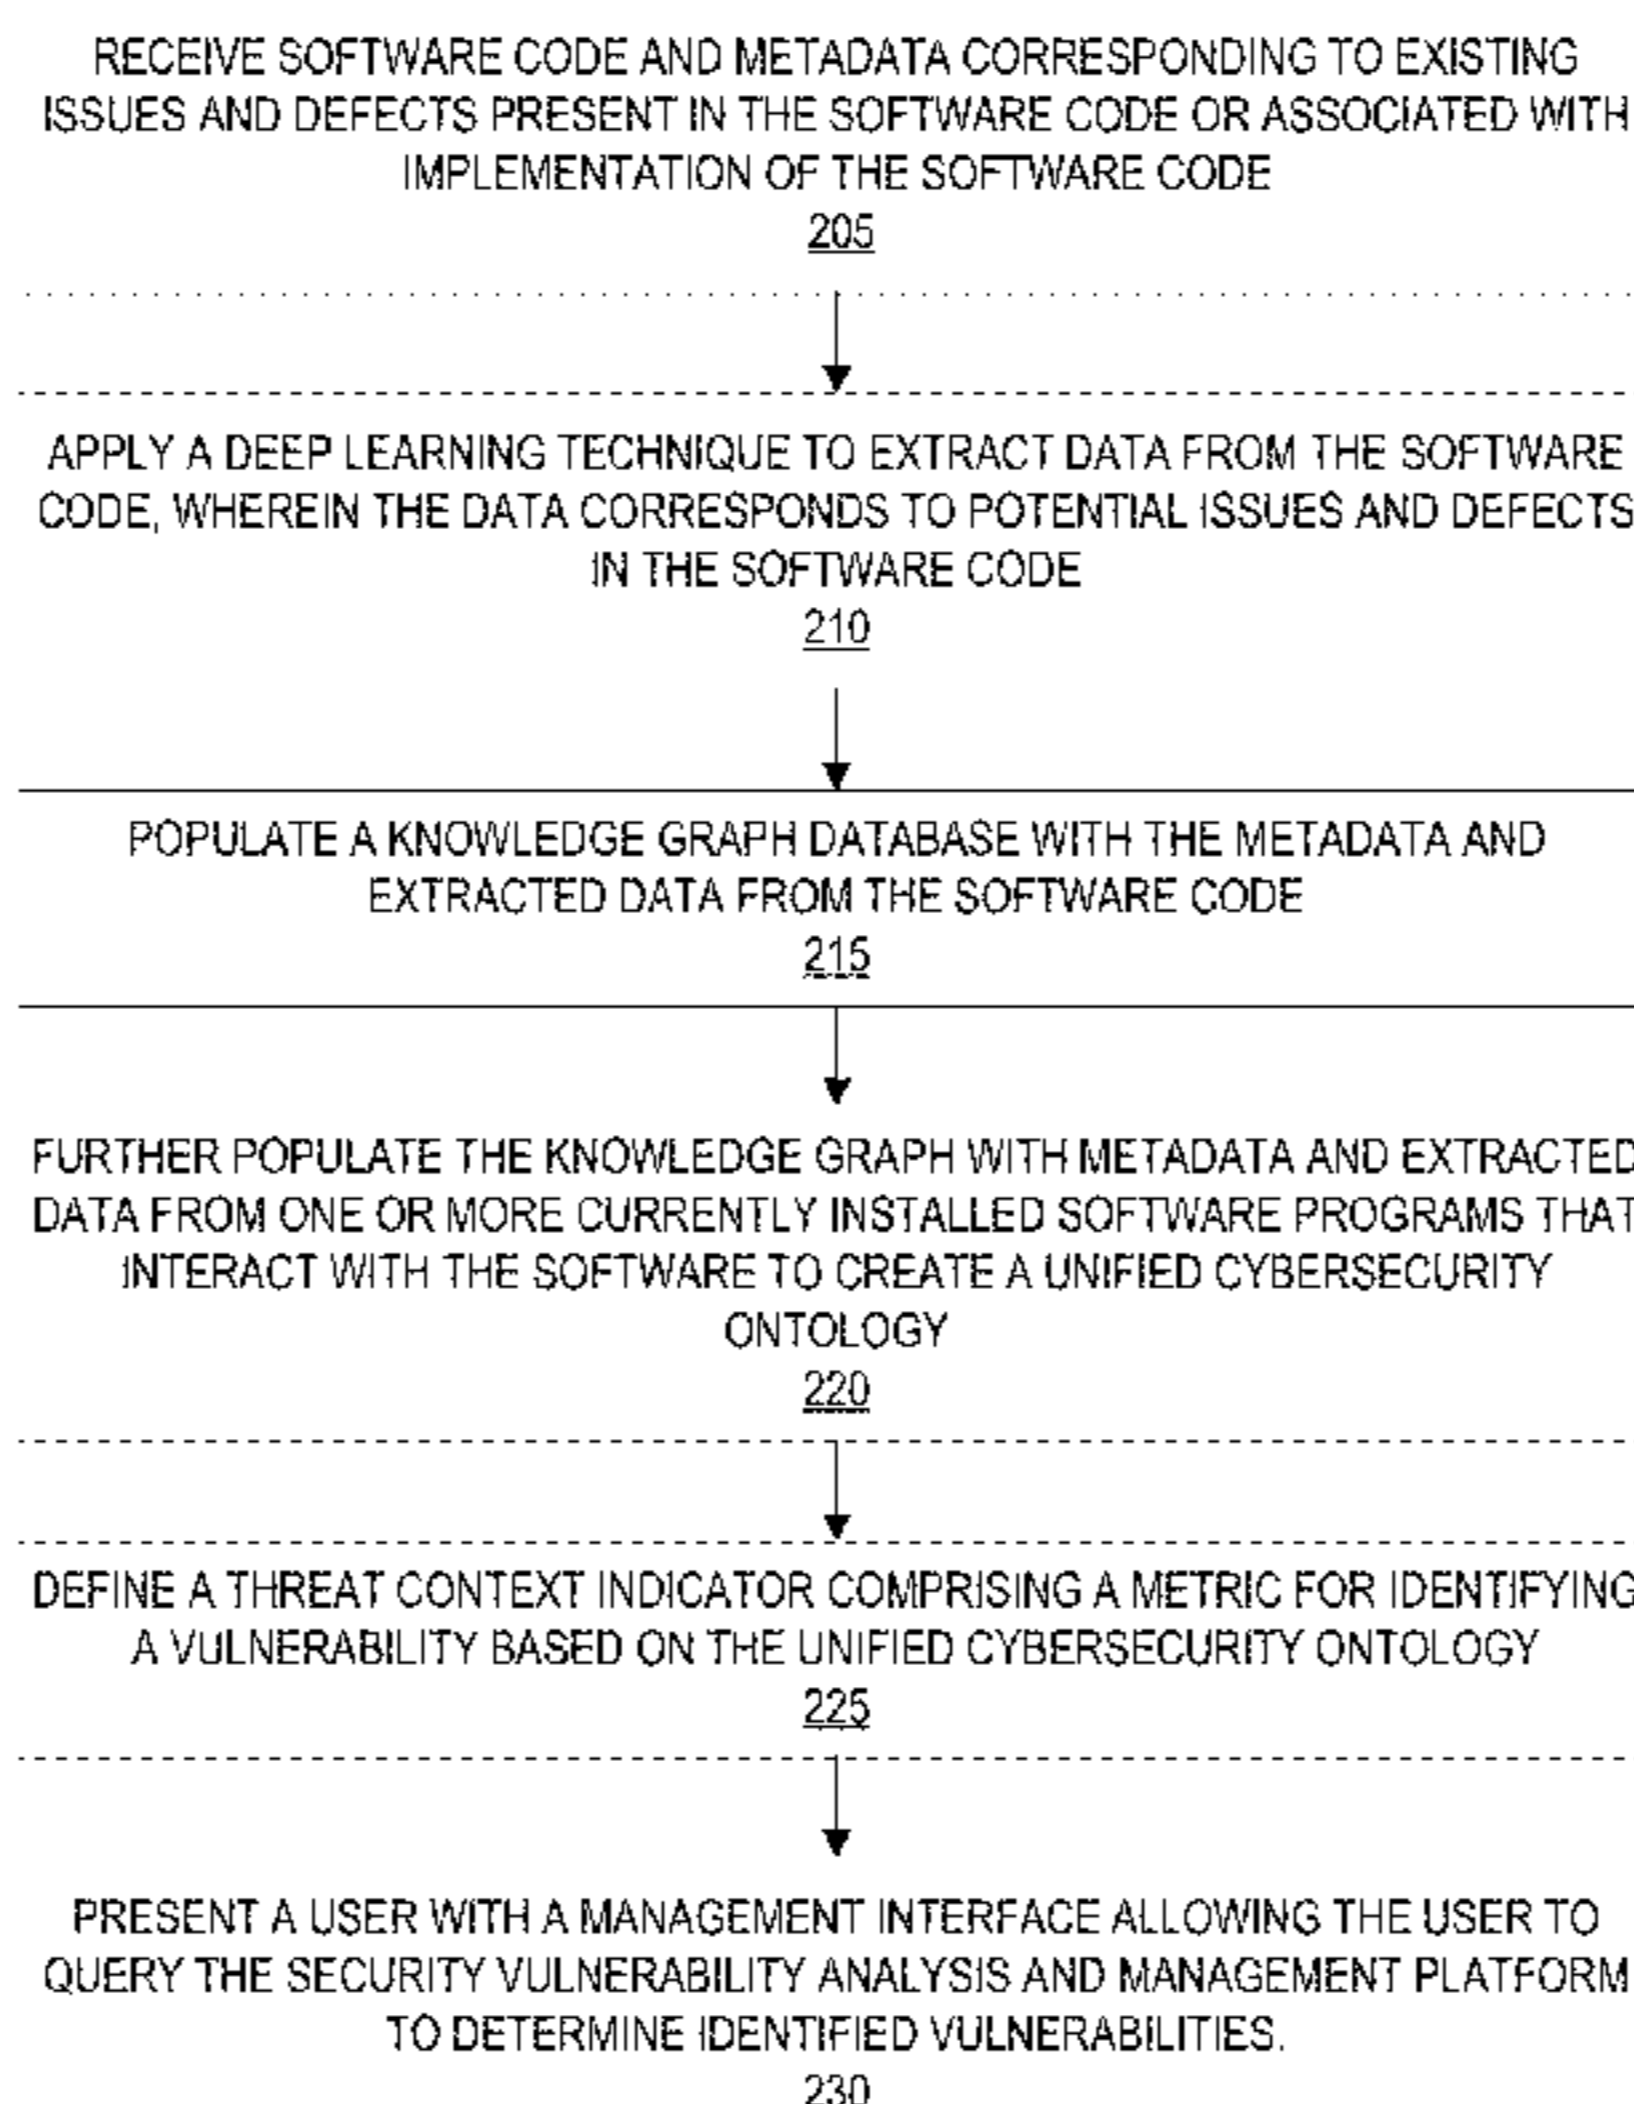 RECEIVE SOFTWARE CODE AND METADATA CORRESPONDING TO EXISTING
ISSUES AND DEFECTS PRESENT IN THE SOFTWARE CODE OR ASSOCIATED WITH
IMPLEMENTATION OF THE SOFTWARE CODE
205
APPLY A DEEP LEARNING TECHNIQUE TO EXTRACT DATA FROM THE SOFTWARE
CODE, WHEREIN THE DATA CORRESPONDS TO POTENTIAL ISSUES AND DEFECTS
IN THE SOFTWARE CODE
210
POPULATE A KNOWLEDGE GRAPH DATABASE WITH THE METADATA AND
EXTRACTED DATA FROM THE SOFTWARE CODE
215
FURTHER POPULATE THE KNOWLEDGE GRAPH WITH METADATA AND EXTRACTED
DATA FROM ONE OR MORE CURRENTLY INSTALLED SOFTWARE PROGRAMS THAT
INTERACT WITH THE SOFTWARE TO CREATE A UNIFIED CYBERSECURITY
ONTOLOGY
220
DEFINE A THREAT CONTEXT INDICATOR COMPRISING A METRIC FOR IDENTIFYING
A VULNERABILITY BASED ON THE UNIFIED CYBERSECURITY ONTOLOGY
225
PRESENT A USER WITH A MANAGEMENT INTERFACE ALLOWING THE USER TO
QUERY THE SECURITY VULNERABILITY ANALYSIS AND MANAGEMENT PLATFORM
TO DETERMINE IDENTIFIED VULNERABILITIES.
230